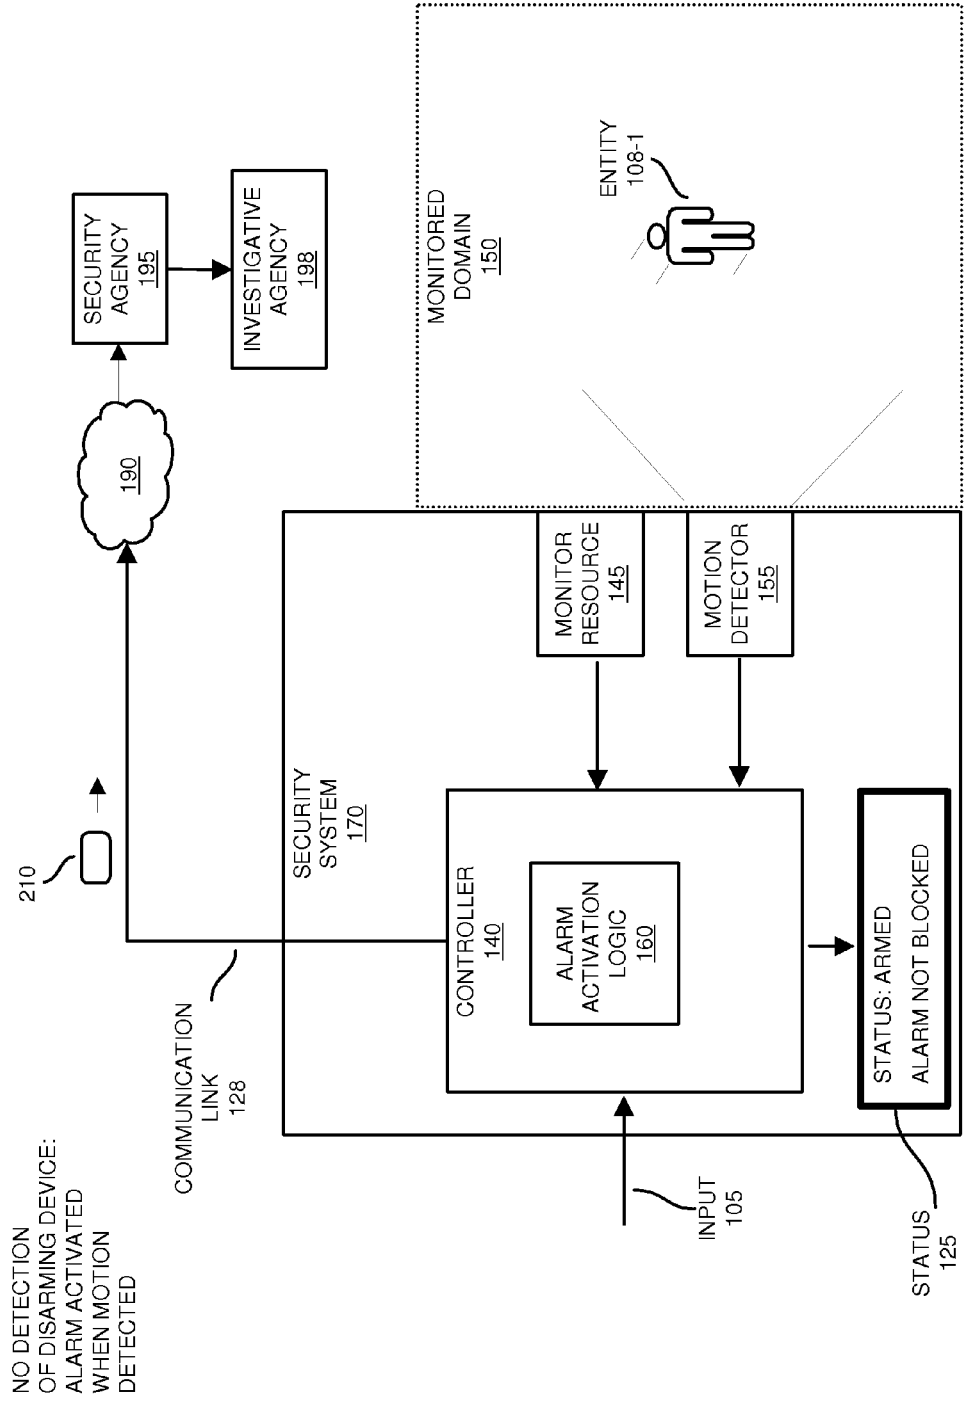 NO DETECTION
OF DISARMING DEVICE:
ALARM ACTIVATED
WHEN MOTION
DETECTED
210
190
SECURITY
AGENCY
195
INVESTIGATIVE
AGENCY
198
COMMUNICATION
LINK
128
SECURITY
SYSTEM
170
CONTROLLER
140
ALARM
ACTIVATION
LOGIC
160
MONITOR
RESOURCE
145
MOTION
DETECTOR
155
MONITORED
DOMAIN
150
ENTITY
108-1
INPUT
105
STATUS: ARMED
ALARM NOT BLOCKED
STATUS
125